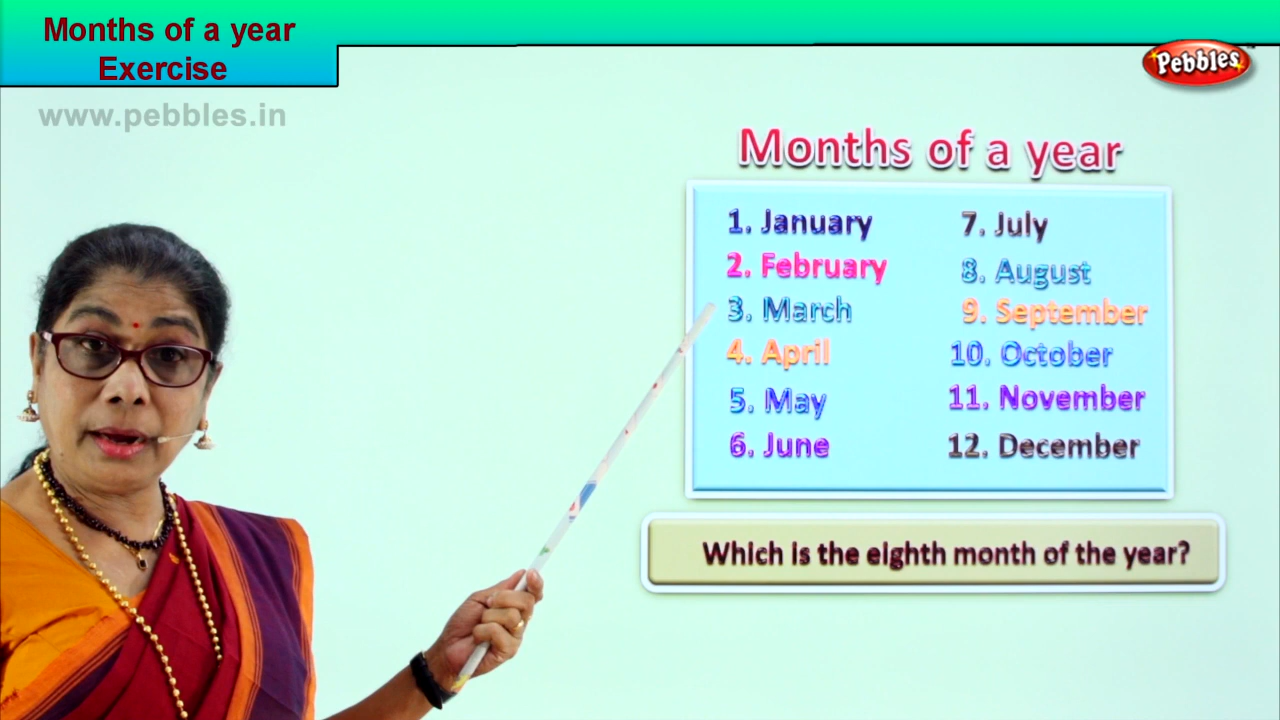 Months of a year
Exercise
www.pebbles.in
Pebbles
Months of a year
1. January
2. February
3. March
4. April
5. May
6. June
7. July
8. August
9. September
10. October
11. November
12. December
Which is the eighth month of the year?